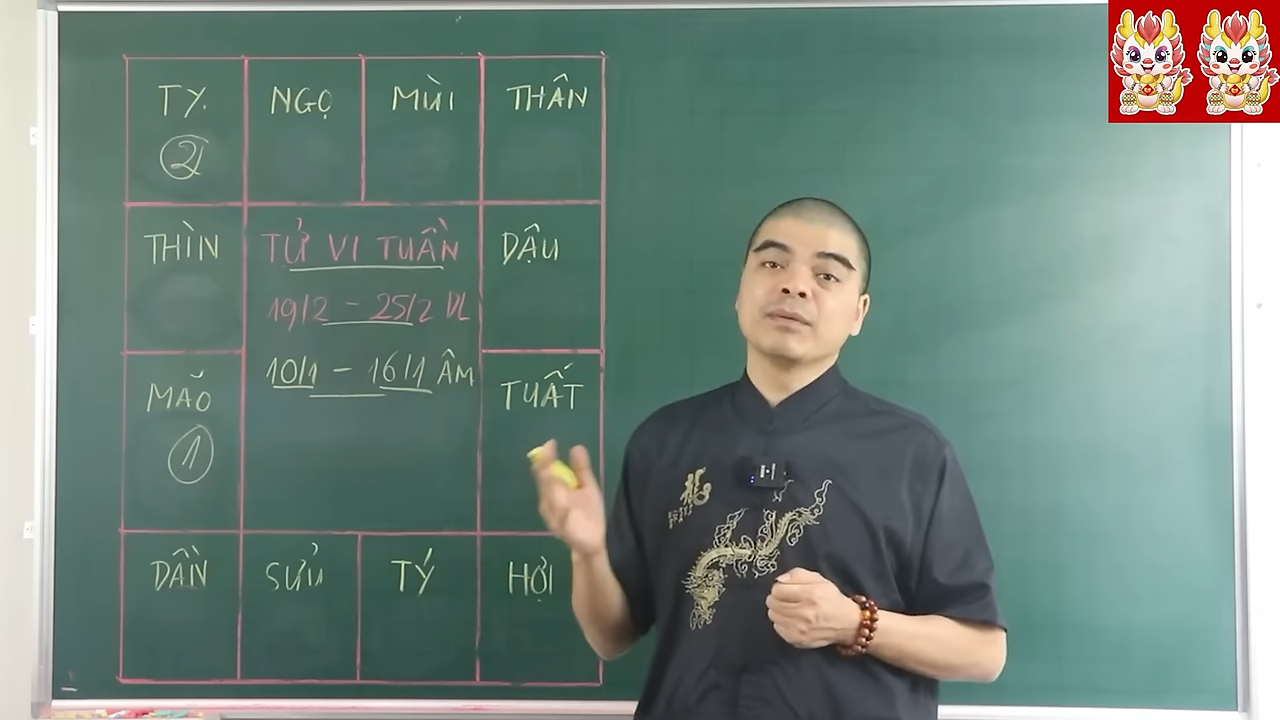 TỴ
NGỌ
MÙI
THÂN
2
THÌN
TỬ VI TUẦN
DẬU
19/2 - 25/2 DL
10/1 - 16/1 ÂM
MÃO
TUẤT
1
DẦN
SỬU
TÝ
HỢI